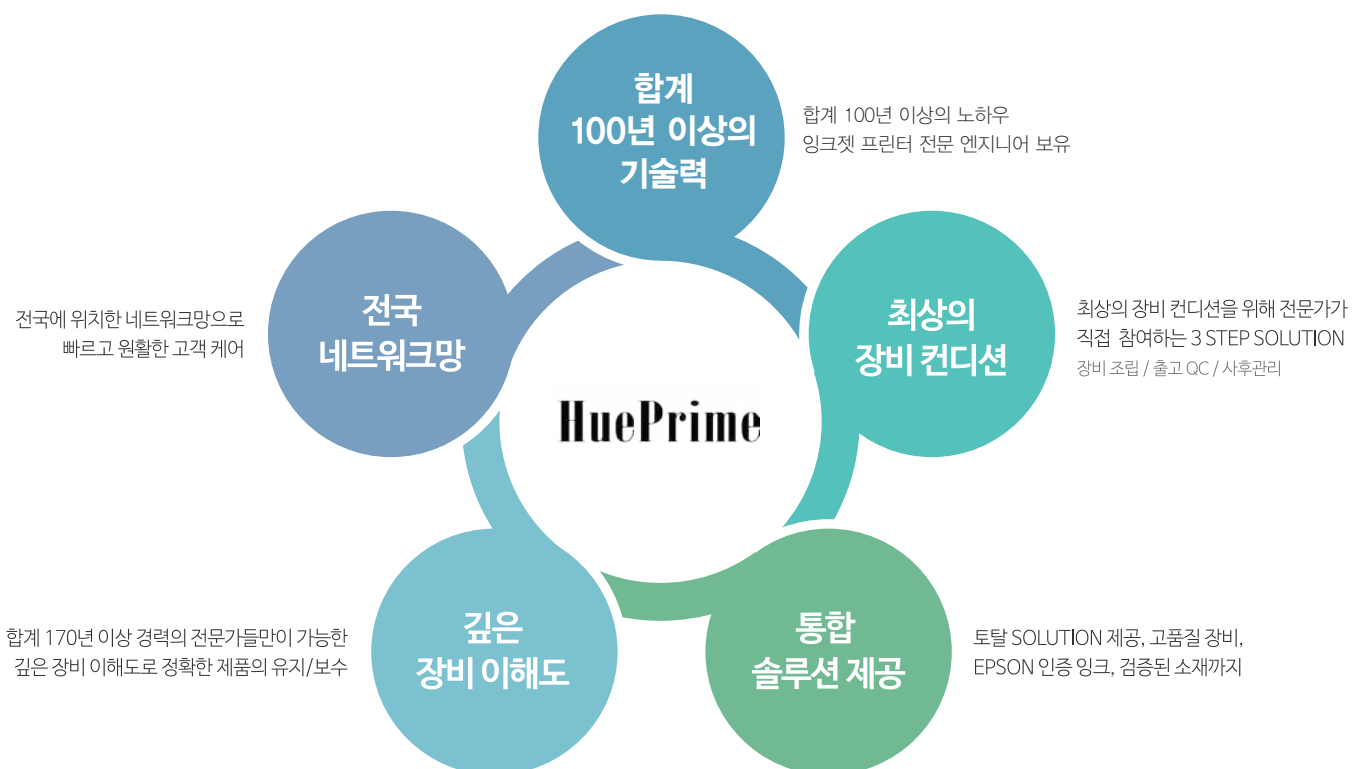 합계
100년 이상의
기술력
합계 100년 이상의 노하우
잉크젯 프린터 전문 엔지니어 보유
최상의
장비 컨디션
최상의 장비 컨디션을 위해 전문가가
직접 참여하는 3 STEP SOLUTION
장비 조립 / 출고 QC / 사후관리
통합
솔루션 제공
토탈 SOLUTION 제공, 고품질 장비,
EPSON 인증 잉크, 검증된 소재까지
깊은
장비 이해도
합계 170년 이상 경력의 전문가들만이 가능한
깊은 장비 이해도로 정확한 제품의 유지/보수
전국
네트워크망
전국에 위치한 네트워크망으로
빠르고 원활한 고객 케어
HuePrime